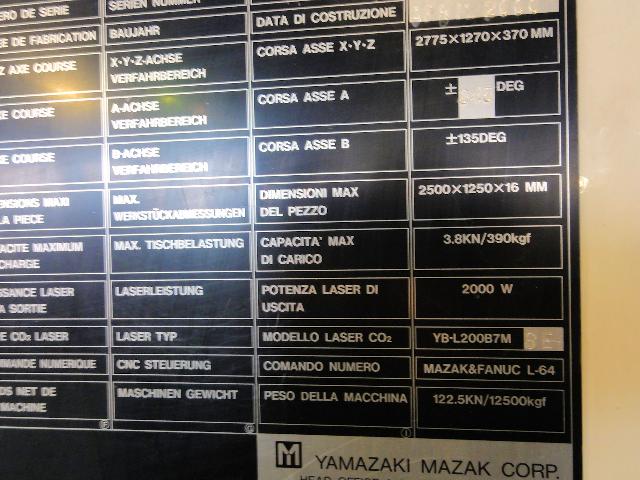 RO DE SERIE
SERIEN NUMMER
E DE FABRICATION
BAUJAHR
DATA DI COSTRUZIONE
Z AXE COURSE
X·Y·Z-ACHSE
VERFAHRBEREICH
CORSA ASSE X·Y·Z
2775×1270×370 MM
E COURSE
A-ACHSE
VERFAHRBEREICH
CORSA ASSE A
± DEG
E COURSE
B-ACHSE
VERFAHRBEREICH
CORSA ASSE B
±135DEG
ENSIONS MAXI
LA PIECE
MAX.
WERKSTÜCKABMESSUNGEN
DIMENSIONI MAX
DEL PEZZO
2500×1250×16 MM
ACITE MAXIMUM
CHARGE
MAX. TISCHBELASTUNG
CAPACITA' MAX
DI CARICO
3.8KN/390kgf
SSANCE LASER
A SORTIE
LASERLEISTUNG
POTENZA LASER DI
USCITA
2000 W
E CO₂ LASER
LASER TYP
MODELLO LASER CO₂
YB-L200B7M
MANDE NUMERIQUE
CNC STEUERUNG
COMANDO NUMERO
MAZAK&FANUC L-64
DS NET DE
MACHINE
MASCHINEN GEWICHT
PESO DELLA MACCHINA
122.5KN/12500kgf
F
G
I
M YAMAZAKI MAZAK CORP.
HEAD OFFICE